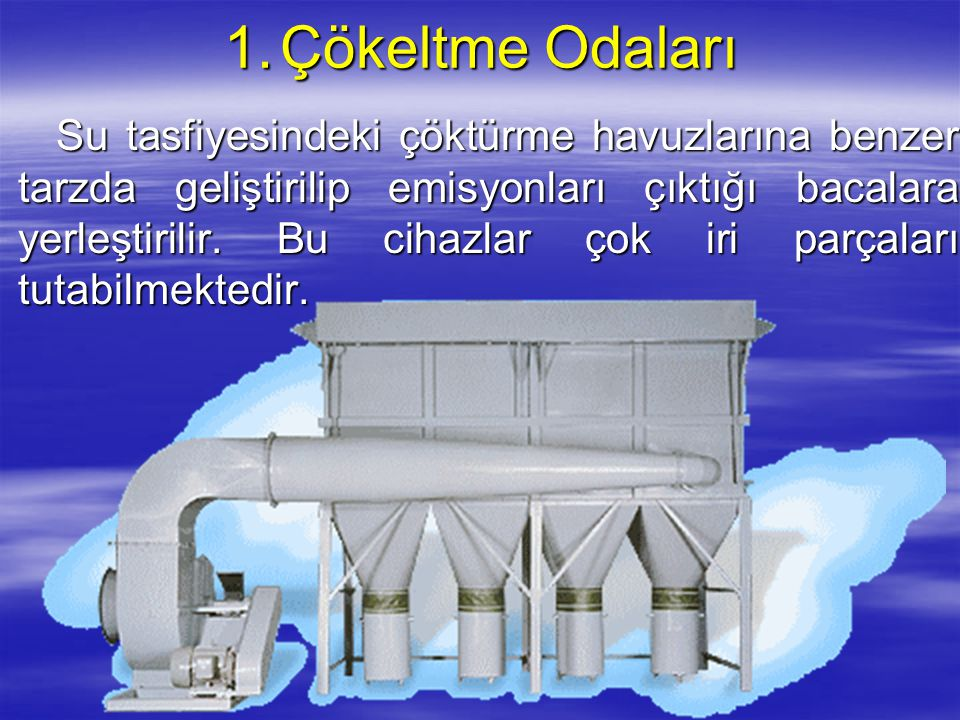 1. Çökeltme Odaları
Su tasfiyesindeki çöktürme havuzlarına benzer
tarzda geliştirilip emisyonları çıktığı bacalara
yerleştirilir. Bu cihazlar çok iri parçaları
tutabilmektedir.